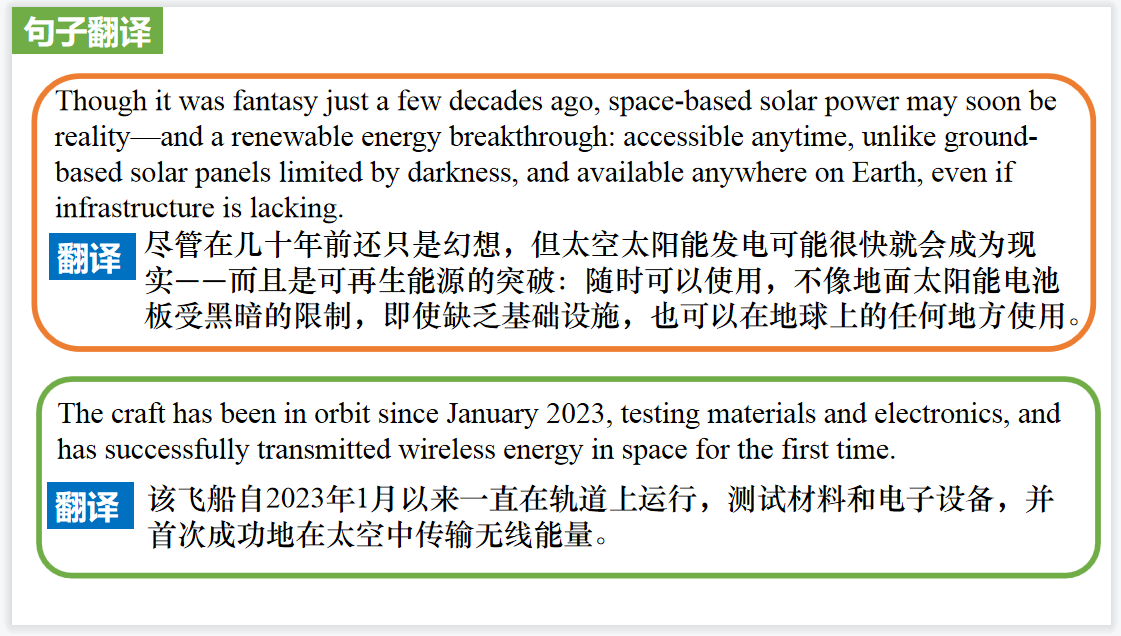 句子翻译
Though it was fantasy just a few decades ago, space-based solar power may soon be
reality—and a renewable energy breakthrough: accessible anytime, unlike ground-
based solar panels limited by darkness, and available anywhere on Earth, even if
infrastructure is lacking.
翻译
尽管在几十年前还只是幻想，但太空太阳能发电可能很快就会成为现
实——而且是可再生能源的突破：随时可以使用，不像地面太阳能电池
板受黑暗的限制，即使缺乏基础设施，也可以在地球上的任何地方使用。
The craft has been in orbit since January 2023, testing materials and electronics, and
has successfully transmitted wireless energy in space for the first time.
翻译
该飞船自2023年1月以来一直在轨道上运行，测试材料和电子设备，并
首次成功地在太空中传输无线能量。